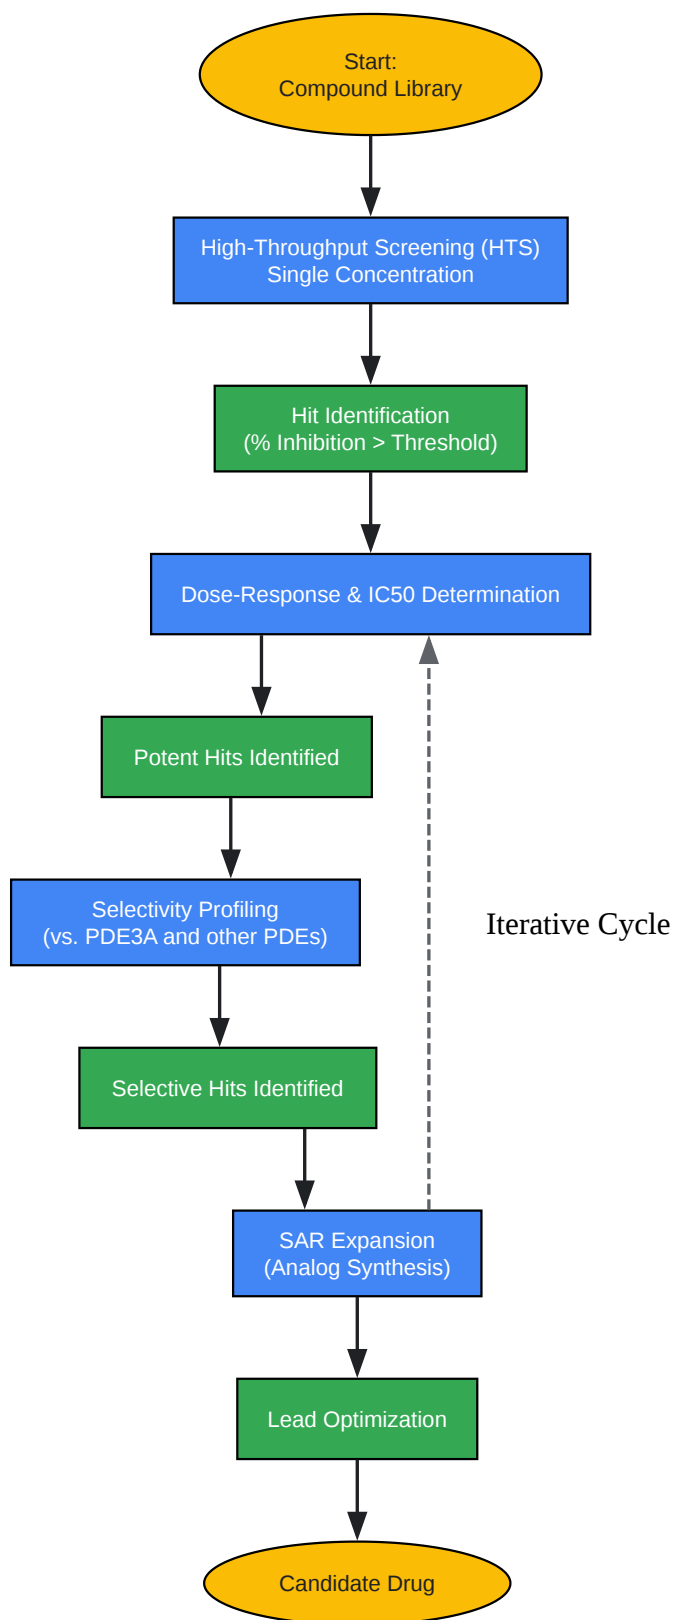 Start:
Compound Library
High-Throughput Screening (HTS)
Single Concentration
Hit Identification
(% Inhibition > Threshold)
Dose-Response & IC50 Determination
Potent Hits Identified
Selectivity Profiling
(vs. PDE3A and other PDEs)
Iterative Cycle
Selective Hits Identified
SAR Expansion
(Analog Synthesis)
Lead Optimization
Candidate Drug